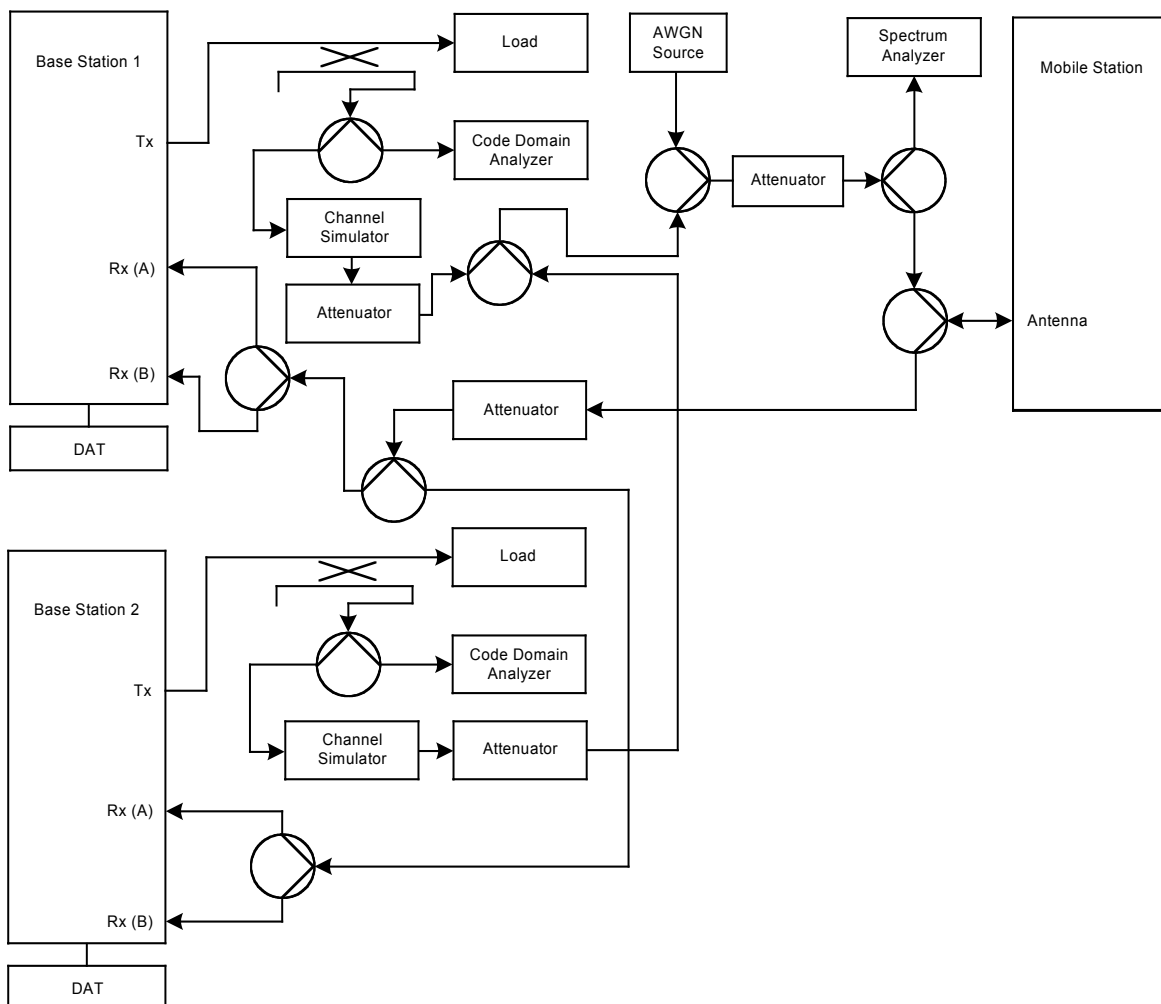 Base Station 1
Load
AWGN
Source
Spectrum
Analyzer
Mobile Station
Tx
Code Domain
Analyzer
Attenuator
Channel
Simulator
Rx (A)
Attenuator
Antenna
Rx (B)
Attenuator
DAT
Load
Base Station 2
Code Domain
Analyzer
Tx
Channel
Simulator
Attenuator
Rx (A)
Rx (B)
DAT